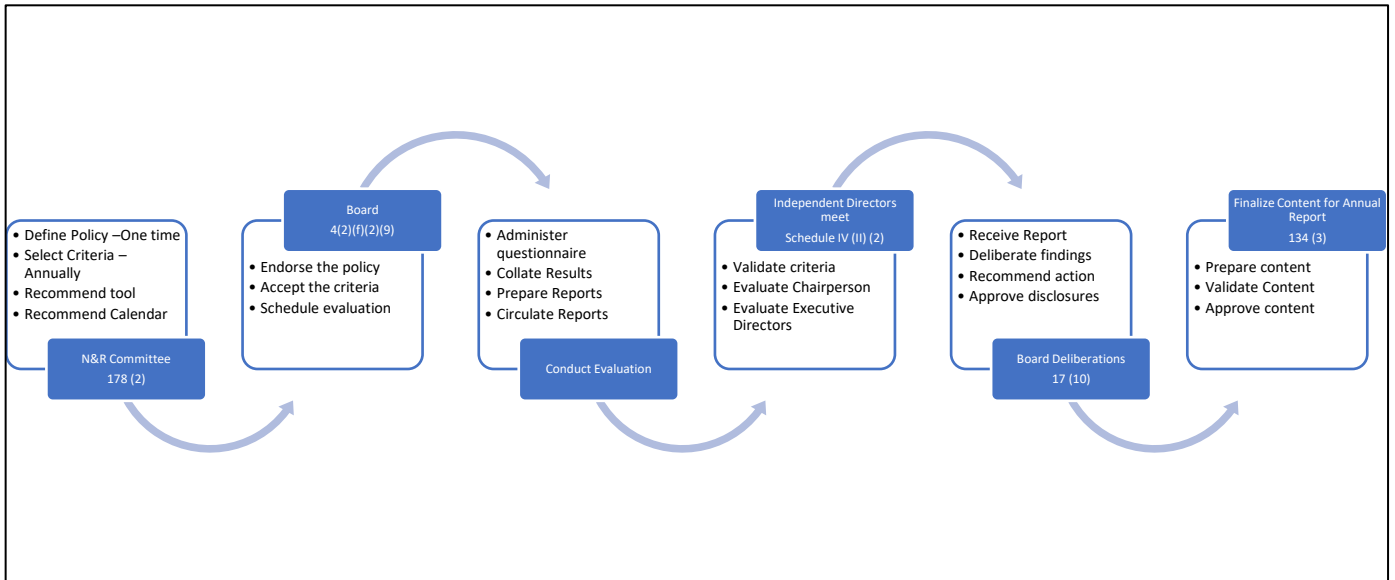 • Define Policy –One time
• Select Criteria –
Annually
• Recommend tool
• Recommend Calendar
N&R Committee
178 (2)
Board
4(2)(f)(2)(9)
• Endorse the policy
• Accept the criteria
• Schedule evaluation
• Administer
questionnaire
• Collate Results
• Prepare Reports
• Circulate Reports
Conduct Evaluation
Independent Directors
meet
Schedule IV (II) (2)
• Validate criteria
• Evaluate Chairperson
• Evaluate Executive
Directors
• Receive Report
• Deliberate findings
• Recommend action
• Approve disclosures
Board Deliberations
17 (10)
Finalize Content for Annual
Report
134 (3)
• Prepare content
• Validate Content
• Approve content